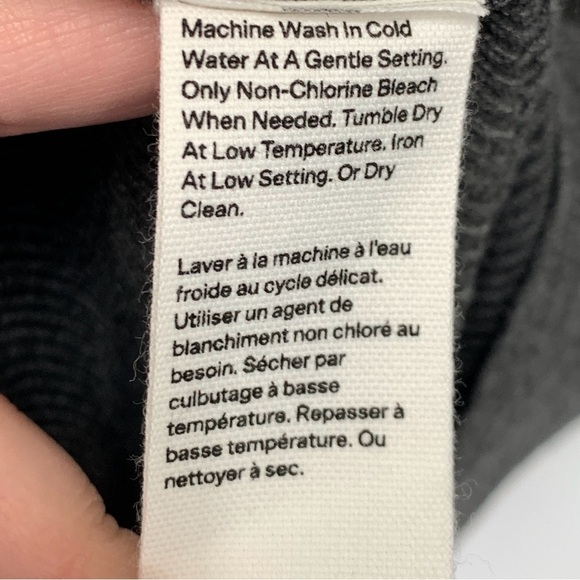 Machine Wash In Cold
Water At A Gentle Setting.
Only Non-Chlorine Bleach
When Needed. Tumble Dry
At Low Temperature. Iron
At Low Setting. Or Dry
Clean.
Laver à la machine à l'eau
froide au cycle délicat.
Utiliser un agent de
blanchiment non chloré au
besoin. Sécher par
culbutage à basse
température. Repasser à
basse température. Ou
nettoyer à sec.